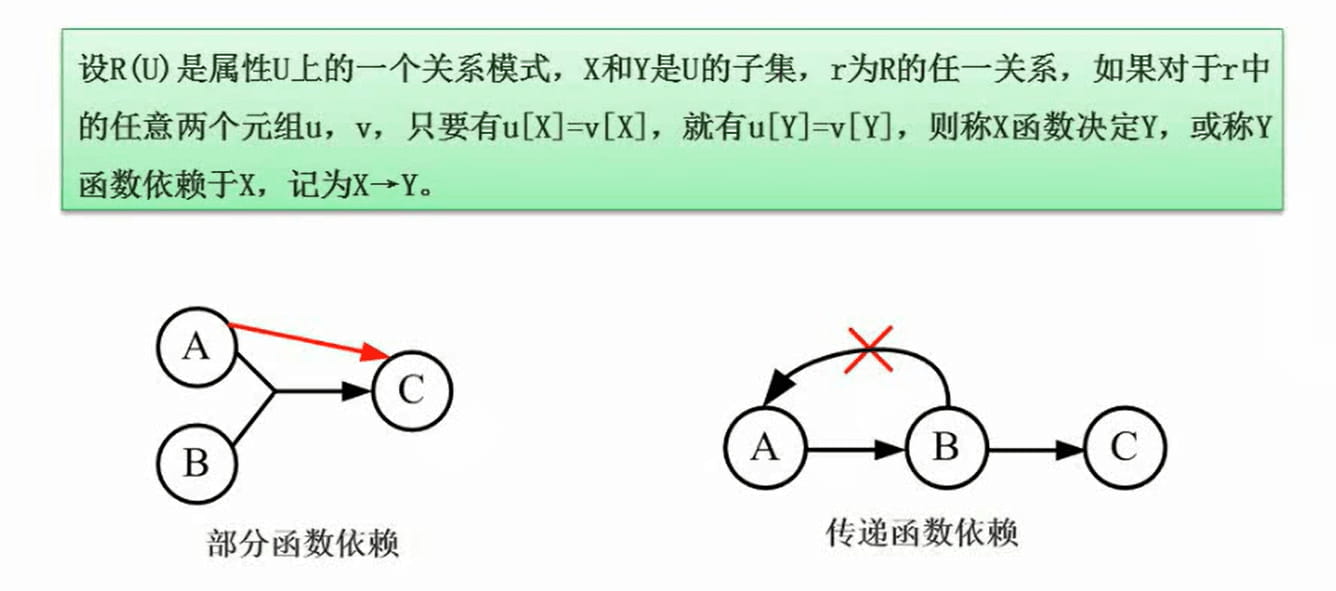 设R(U)是属性U上的一个关系模式，X和Y是U的子集，r为R的任一关系，如果对于r中
的任意两个元组u，v，只要有u[X]=v[X]，就有u[Y]=v[Y]，则称X函数决定Y，或称Y
函数依赖于X，记为X→Y。
A
C
B
部分函数依赖
A
B
C
传递函数依赖